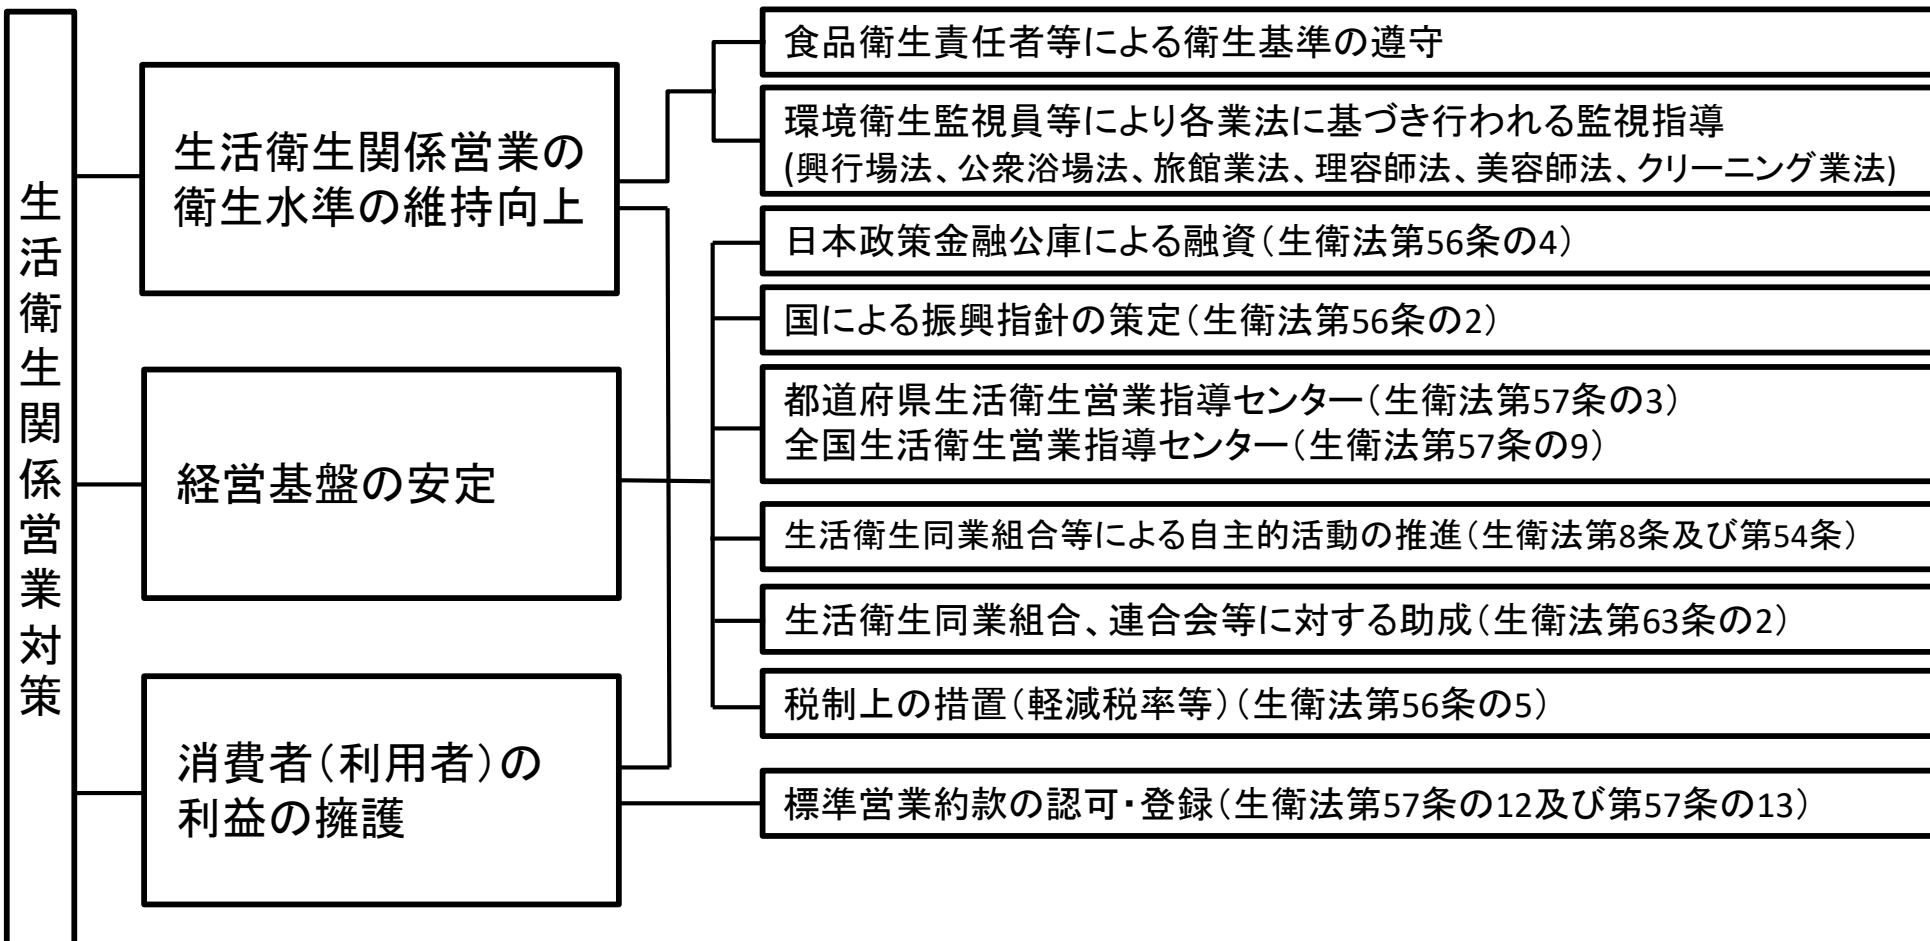 生活衛生関係営業対策
生活衛生関係営業の
衛生水準の維持向上
経営基盤の安定
消費者（利用者）の
利益の擁護
食品衛生責任者等による衛生基準の遵守
環境衛生監視員等により各業法に基づき行われる監視指導
(興行場法、公衆浴場法、旅館業法、理容師法、美容師法、クリーニング業法)
日本政策金融公庫による融資（生衛法第56条の4）
国による振興指針の策定（生衛法第56条の2）
都道府県生活衛生営業指導センター（生衛法第57条の3）
全国生活衛生営業指導センター（生衛法第57条の9）
生活衛生同業組合等による自主的活動の推進（生衛法第8条及び第54条）
生活衛生同業組合、連合会等に対する助成（生衛法第63条の2）
税制上の措置（軽減税率等）（生衛法第56条の5）
標準営業約款の認可・登録（生衛法第57条の12及び第57条の13）